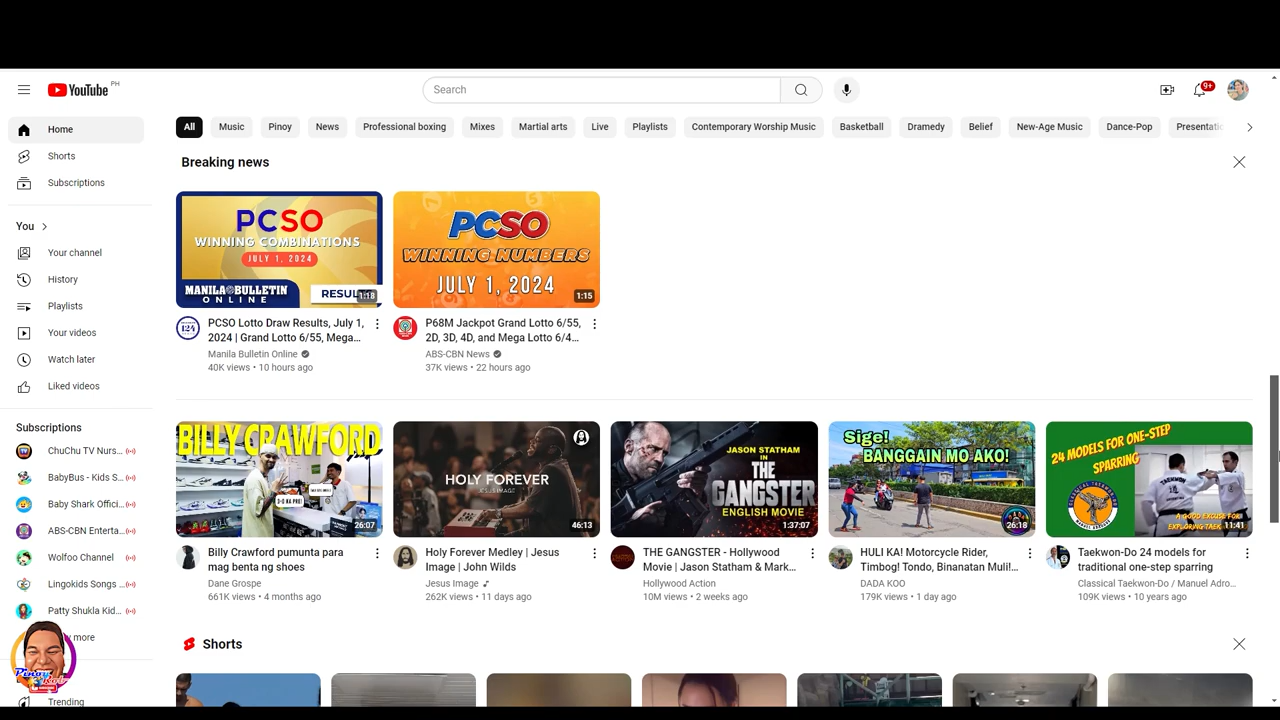 YouTube PH
Search
9+
Home
Shorts
Subscriptions
You
Your channel
History
Playlists
Your videos
Watch later
Liked videos
Subscriptions
ChuChu TV Nurs...
BabyBus - Kids S...
Baby Shark Offici...
ABS-CBN Enterta...
Wolfoo Channel
Lingokids Songs ...
Patty Shukla Kid...
more
Trending
All
Music
Pinoy
News
Professional boxing
Mixes
Martial arts
Live
Playlists
Contemporary Worship Music
Basketball
Dramedy
Belief
New-Age Music
Dance-Pop
Presentatic
Breaking news
PCSO
WINNING COMBINATIONS
JULY 1, 2024
MANILA BULLETIN
ONLINE
RESUL
1:18
PCSO Lotto Draw Results, July 1,
2024 | Grand Lotto 6/55, Mega...
Manila Bulletin Online
40K views • 10 hours ago
PCSO
WINNING NUMBERS
JULY 1, 2024
1:15
P68M Jackpot Grand Lotto 6/55,
2D, 3D, 4D, and Mega Lotto 6/4...
ABS-CBN News
37K views • 22 hours ago
BILLY CRAWFORD
26:07
Billy Crawford pumunta para
mag benta ng shoes
Dane Grospe
661K views • 4 months ago
HOLY FOREVER
JESUS IMAGE
46:13
Holy Forever Medley | Jesus
Image | John Wilds
Jesus Image
262K views • 11 days ago
JASON STATHAM
IN
THE
GANGSTER
ENGLISH MOVIE
1:37:07
THE GANGSTER - Hollywood
Movie | Jason Statham & Mark...
Hollywood Action
10M views • 2 weeks ago
Sige!
BANGGAIN MO AKO!
26:18
HULI KA! Motorcycle Rider,
Timbog! Tondo, Binanatan Muli!...
DADA KOO
179K views • 1 day ago
24 MODELS FOR ONE-STEP
SPARRING
A GOOD EXCUSE FOR
EXPLORING TAEK
11:41
Taekwon-Do 24 models for
traditional one-step sparring
Classical Taekwon-Do / Manuel Adro...
109K views • 10 years ago
Shorts